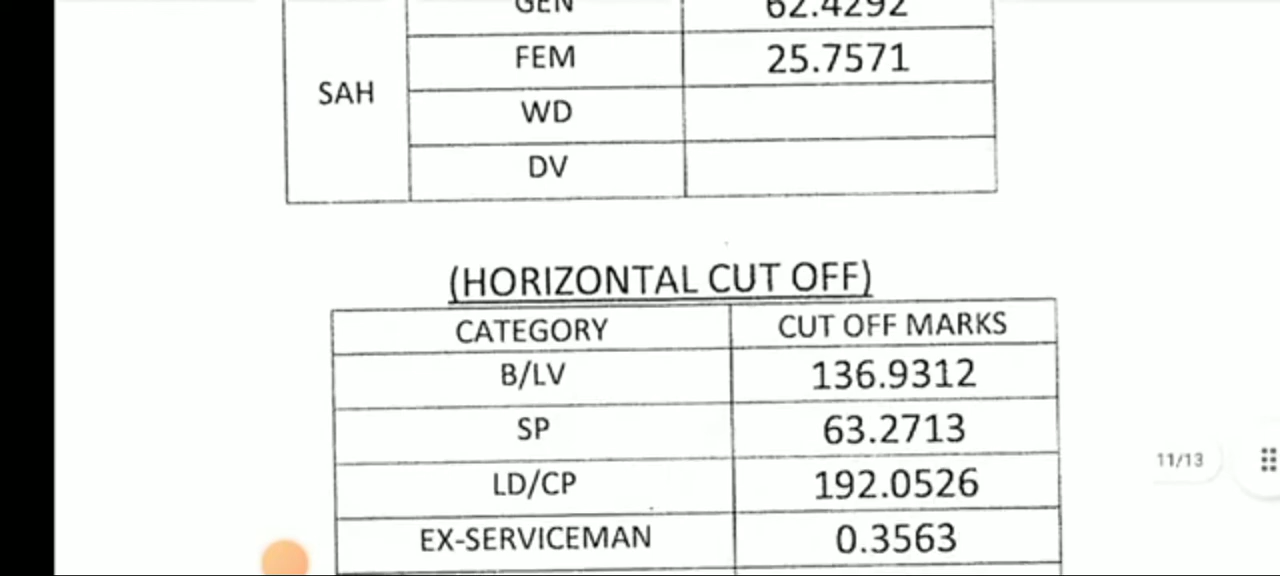 GEN 62.4292
FEM 25.7571
SAH
WD
DV
(HORIZONTAL CUT OFF)
CATEGORY CUT OFF MARKS
B/LV 136.9312
SP 63.2713
LD/CP 192.0526
11/13
EX-SERVICEMAN 0.3563